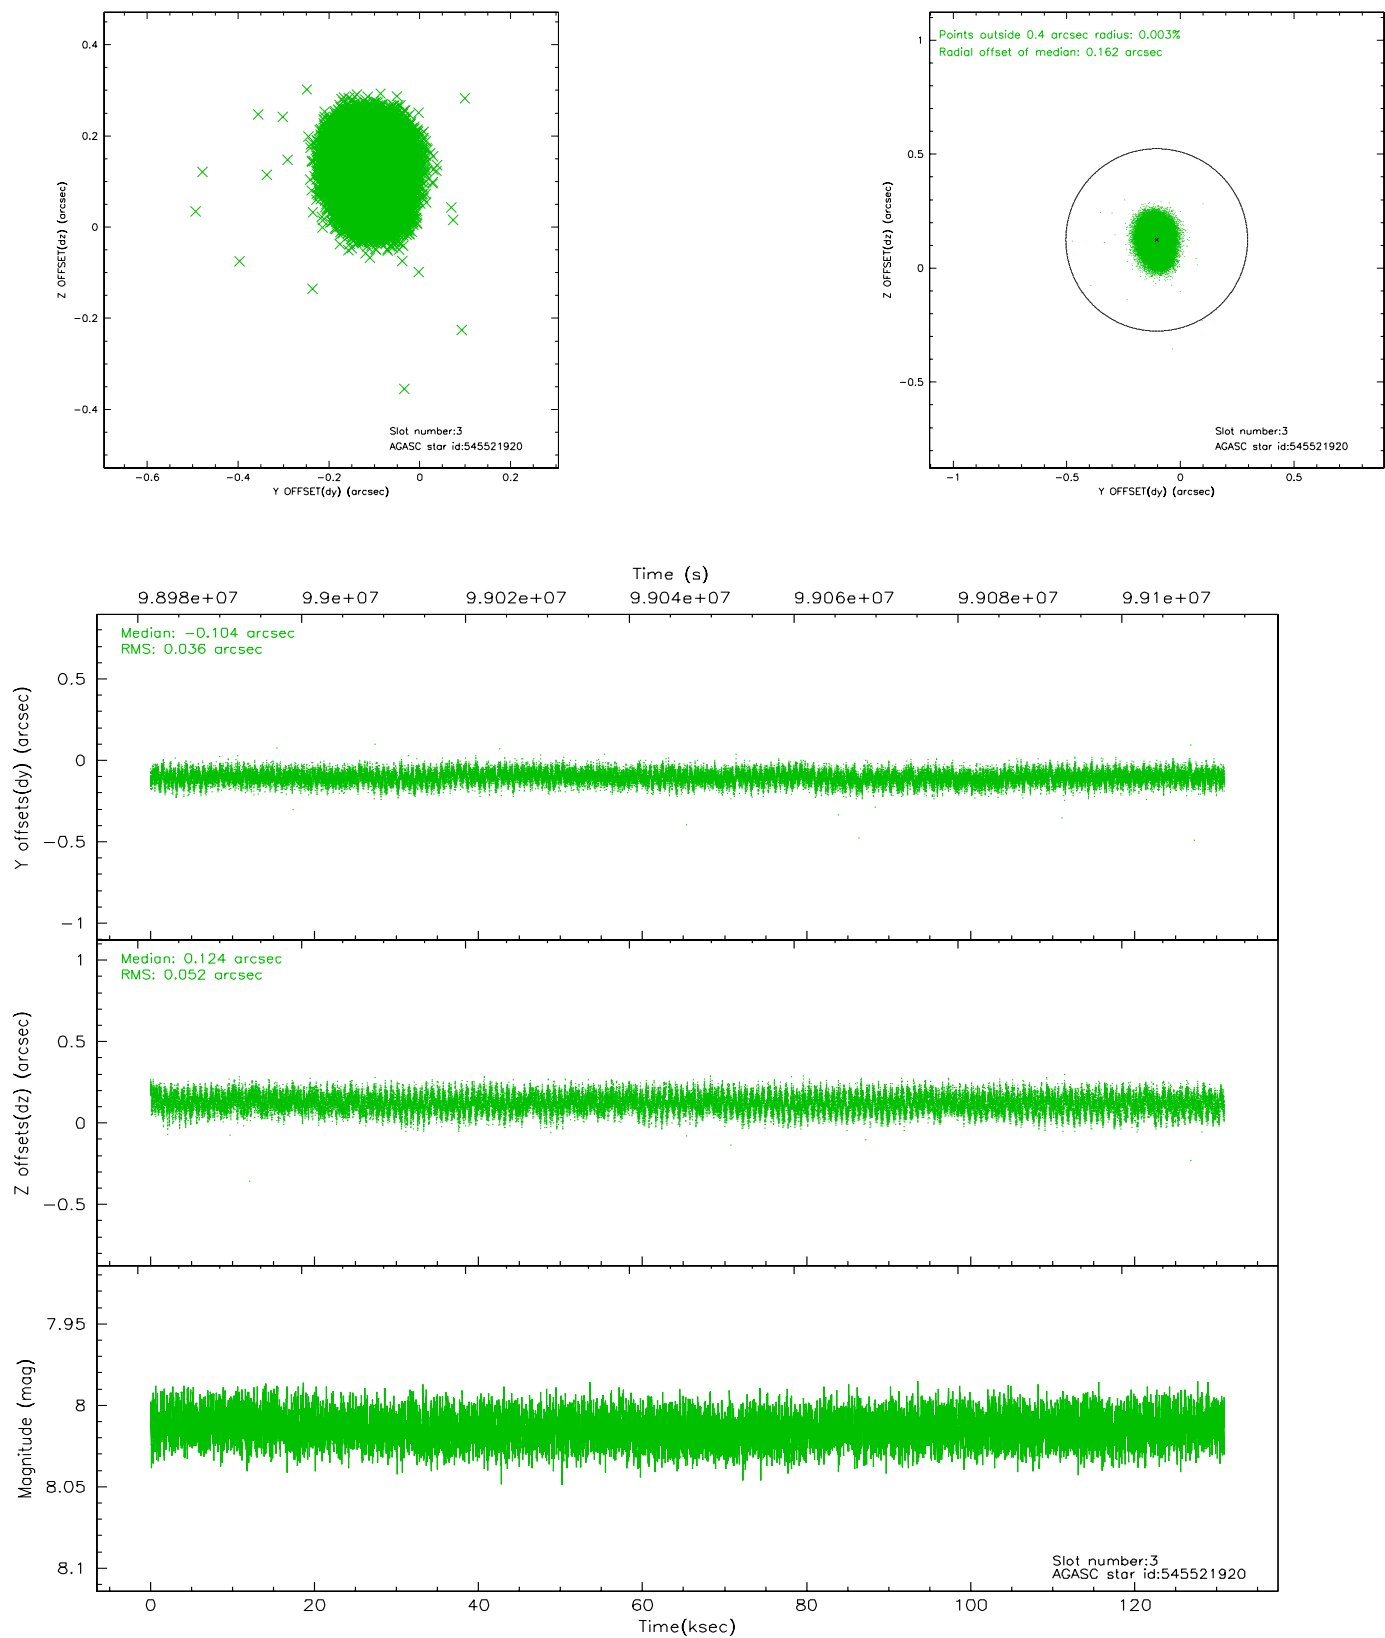 0.4
0.2
0
−0.2
−0.4
Z OFFSET(dz) (arcsec)
Slot number:3
AGASC star id:545521920
−0.6 −0.4 −0.2 0 0.2
Y OFFSET(dy) (arcsec)
Points outside 0.4 arcsec radius: 0.003%
Radial offset of median: 0.162 arcsec
1
0.5
0
−0.5
Z OFFSET(dz) (arcsec)
Slot number:3
AGASC star id:545521920
−1 −0.5 0 0.5
Y OFFSET(dy) (arcsec)
Time (s)
9.898e+07 9.9e+07 9.902e+07 9.904e+07 9.906e+07 9.908e+07 9.91e+07
Median: −0.104 arcsec
RMS: 0.036 arcsec
0.5
0
−0.5
−1
Y offsets(dy) (arcsec)
Median: 0.124 arcsec
RMS: 0.052 arcsec
1
0.5
0
−0.5
Z offsets(dz) (arcsec)
7.95
8
8.05
8.1
Magnitude (mag)
Slot number:3
AGASC star id:545521920
0 20 40 60 80 100 120
Time(ksec)